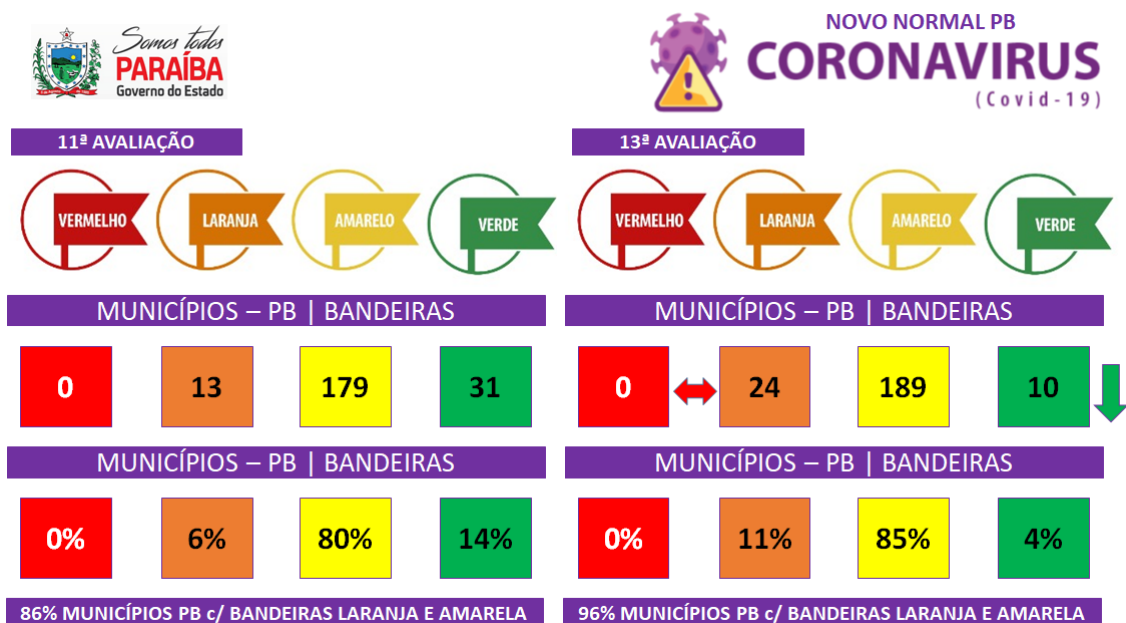 Somos todos
PARAÍBA
Governo do Estado
NOVO NORMAL PB
CORONAVIRUS
(Covid-19)
11ª AVALIAÇÃO
VERMELHO LARANJA AMARELO VERDE
MUNICÍPIOS – PB | BANDEIRAS
0 13 179 31
MUNICÍPIOS – PB | BANDEIRAS
0% 6% 80% 14%
86% MUNICÍPIOS PB c/ BANDEIRAS LARANJA E AMARELA
13ª AVALIAÇÃO
VERMELHO LARANJA AMARELO VERDE
MUNICÍPIOS – PB | BANDEIRAS
0 24 189 10
MUNICÍPIOS – PB | BANDEIRAS
0% 11% 85% 4%
96% MUNICÍPIOS PB c/ BANDEIRAS LARANJA E AMARELA